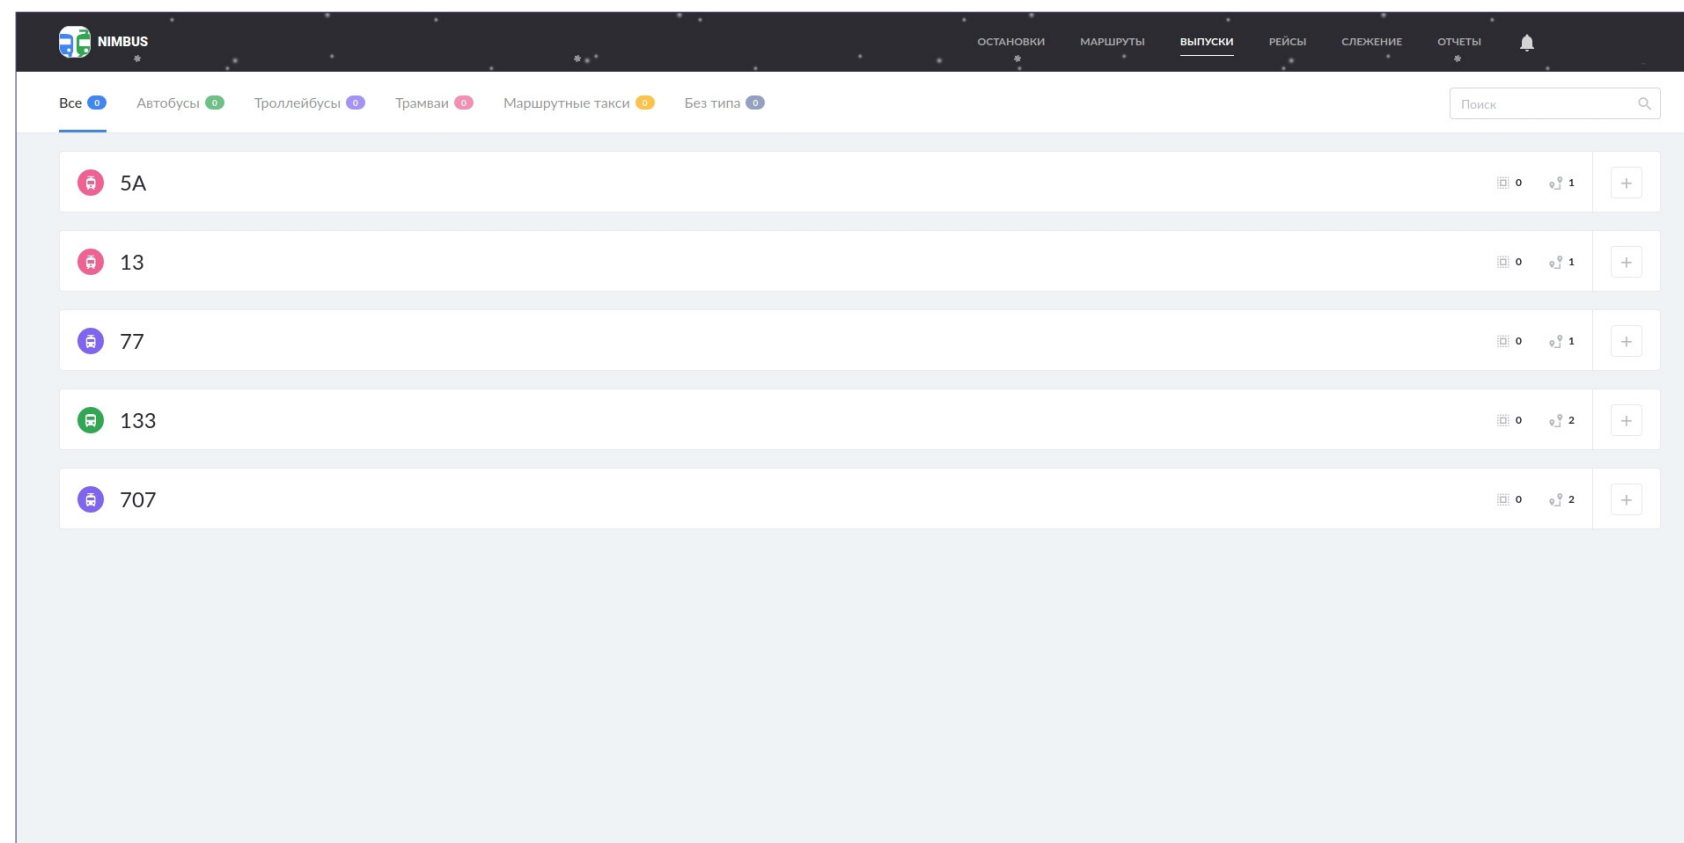 NIMBUS ОСТАНОВКИ МАРШРУТЫ ВЫПУСКИ РЕЙСЫ СЛЕЖЕНИЕ ОТЧЕТЫ
Все 0 Автобусы 0 Троллейбусы 0 Трамваи 0 Маршрутные такси 0 Без типа 0 Поиск
5А 0 1
13 0 1
77 0 1
133 0 2
707 0 2